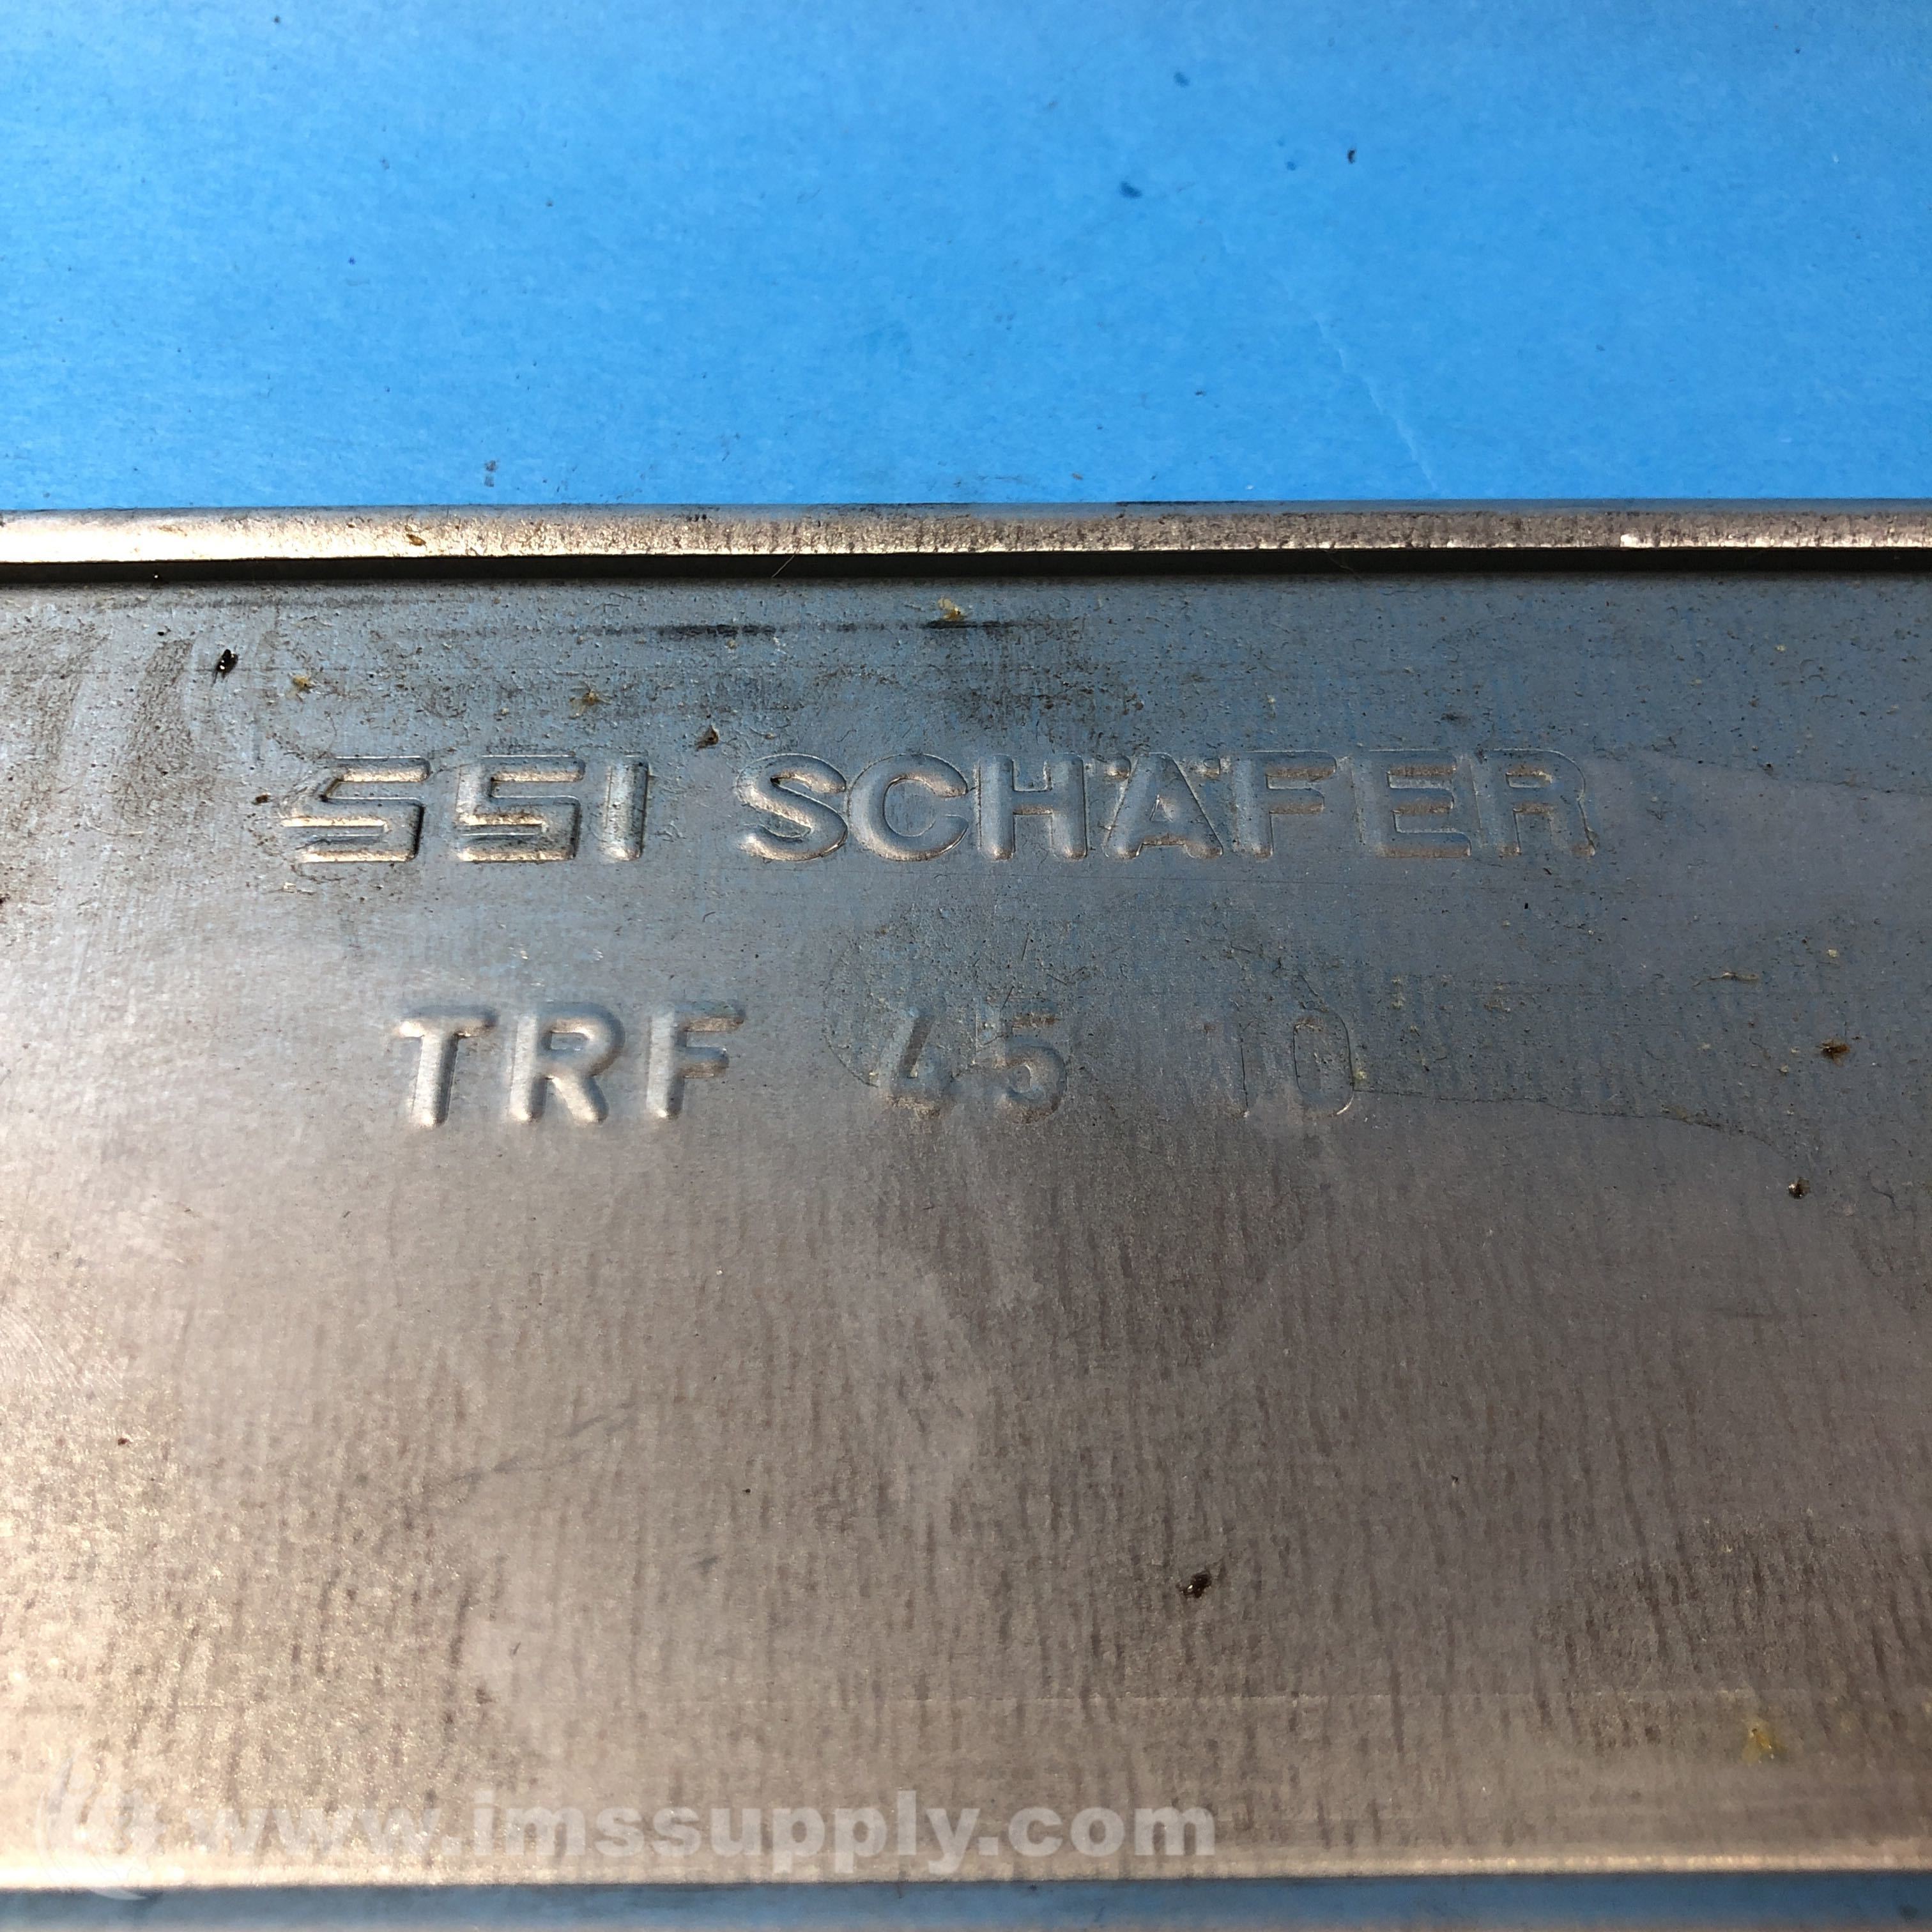 SSI SCHÄFER
TRF 45 10
www.imssupply.com